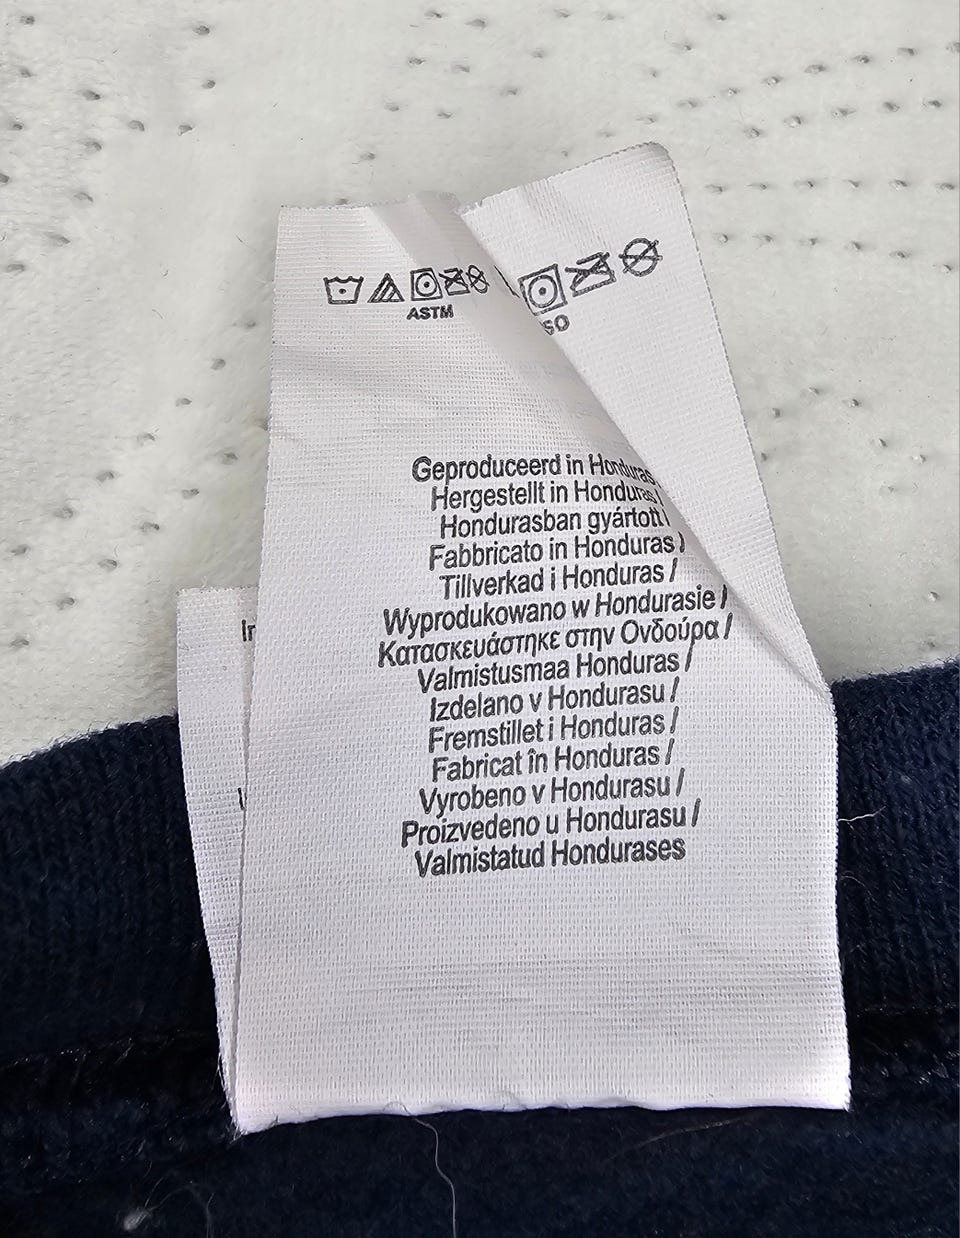 ASTM
Geproduceerd in Honduras
Hergestellt in Honduras /
Hondurasban gyártott \
Fabbricato in Honduras )
Tillverkad i Honduras /
Wyprodukowano w Hondurasie /
Κατασκευάστηκε στην Ονδούρα /
Valmistusmaa Honduras /
Izdelano v Hondurasu /
Fremstillet i Honduras /
Fabricat în Honduras /
Vyrobeno v Hondurasu /
Proizvedeno u Hondurasu /
Valmistatud Hondurases